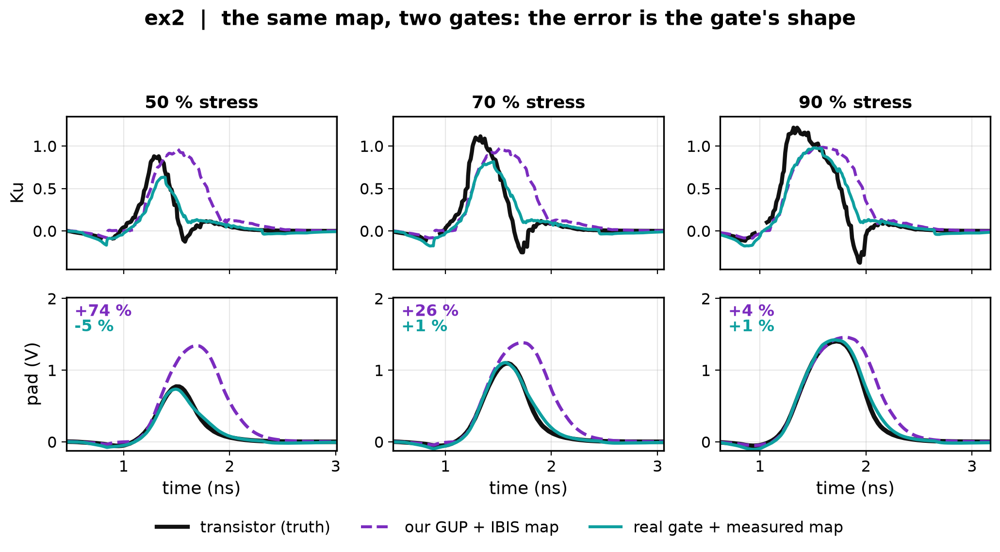 ex2 | the same map, two gates: the error is the gate's shape
50 % stress
70 % stress
90 % stress
Ku
1.0
0.5
0.0
1.0
0.5
0.0
1.0
0.5
0.0
pad (V)
2
1
0
+74 %
-5 %
1
2
3
time (ns)
2
1
0
+26 %
+1 %
1
2
3
time (ns)
2
1
0
+4 %
+1 %
1
2
3
time (ns)
transistor (truth)
our GUP + IBIS map
real gate + measured map